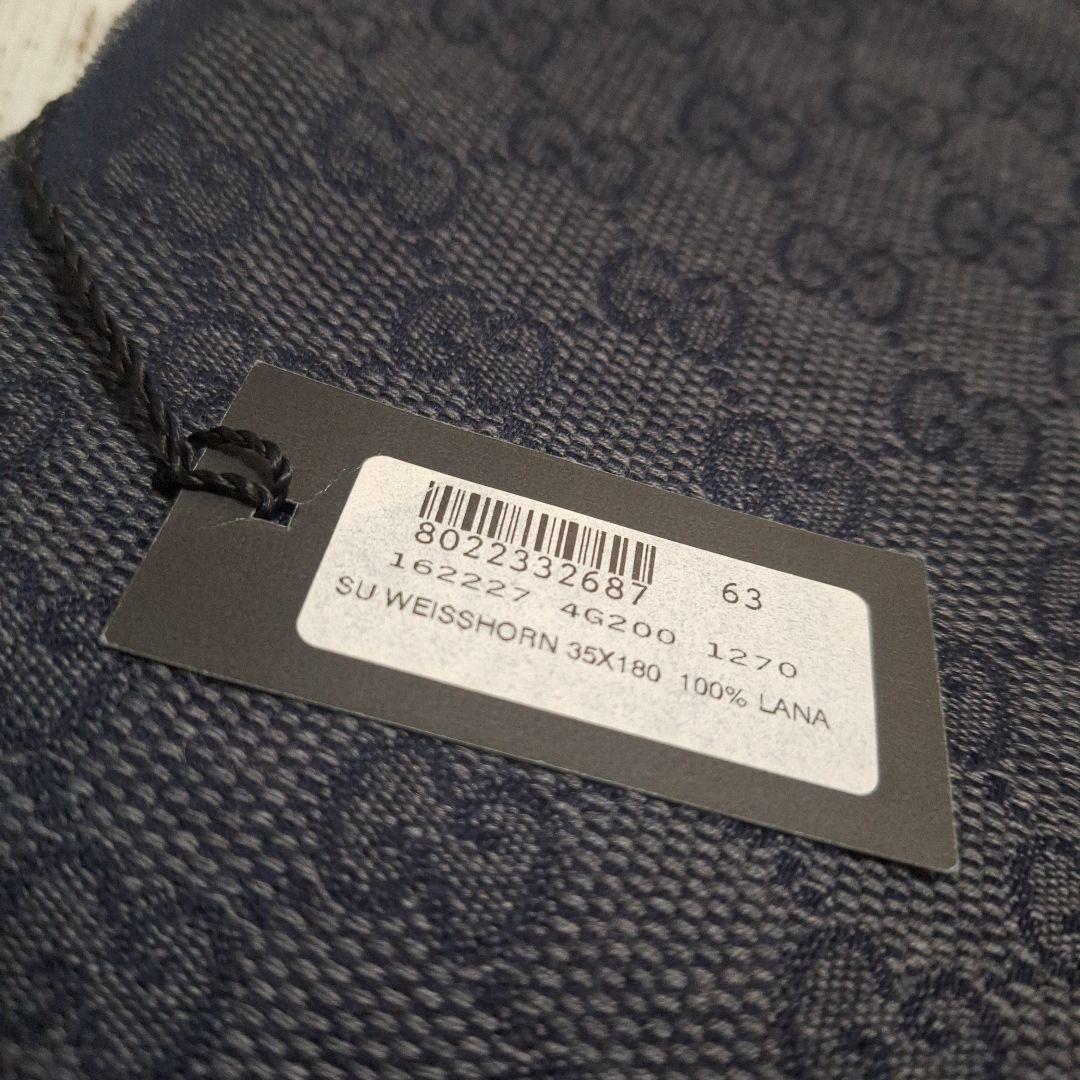 8022332687 63
162227 4G200 1270
SU WEISSHORN 35X180 100% LANA